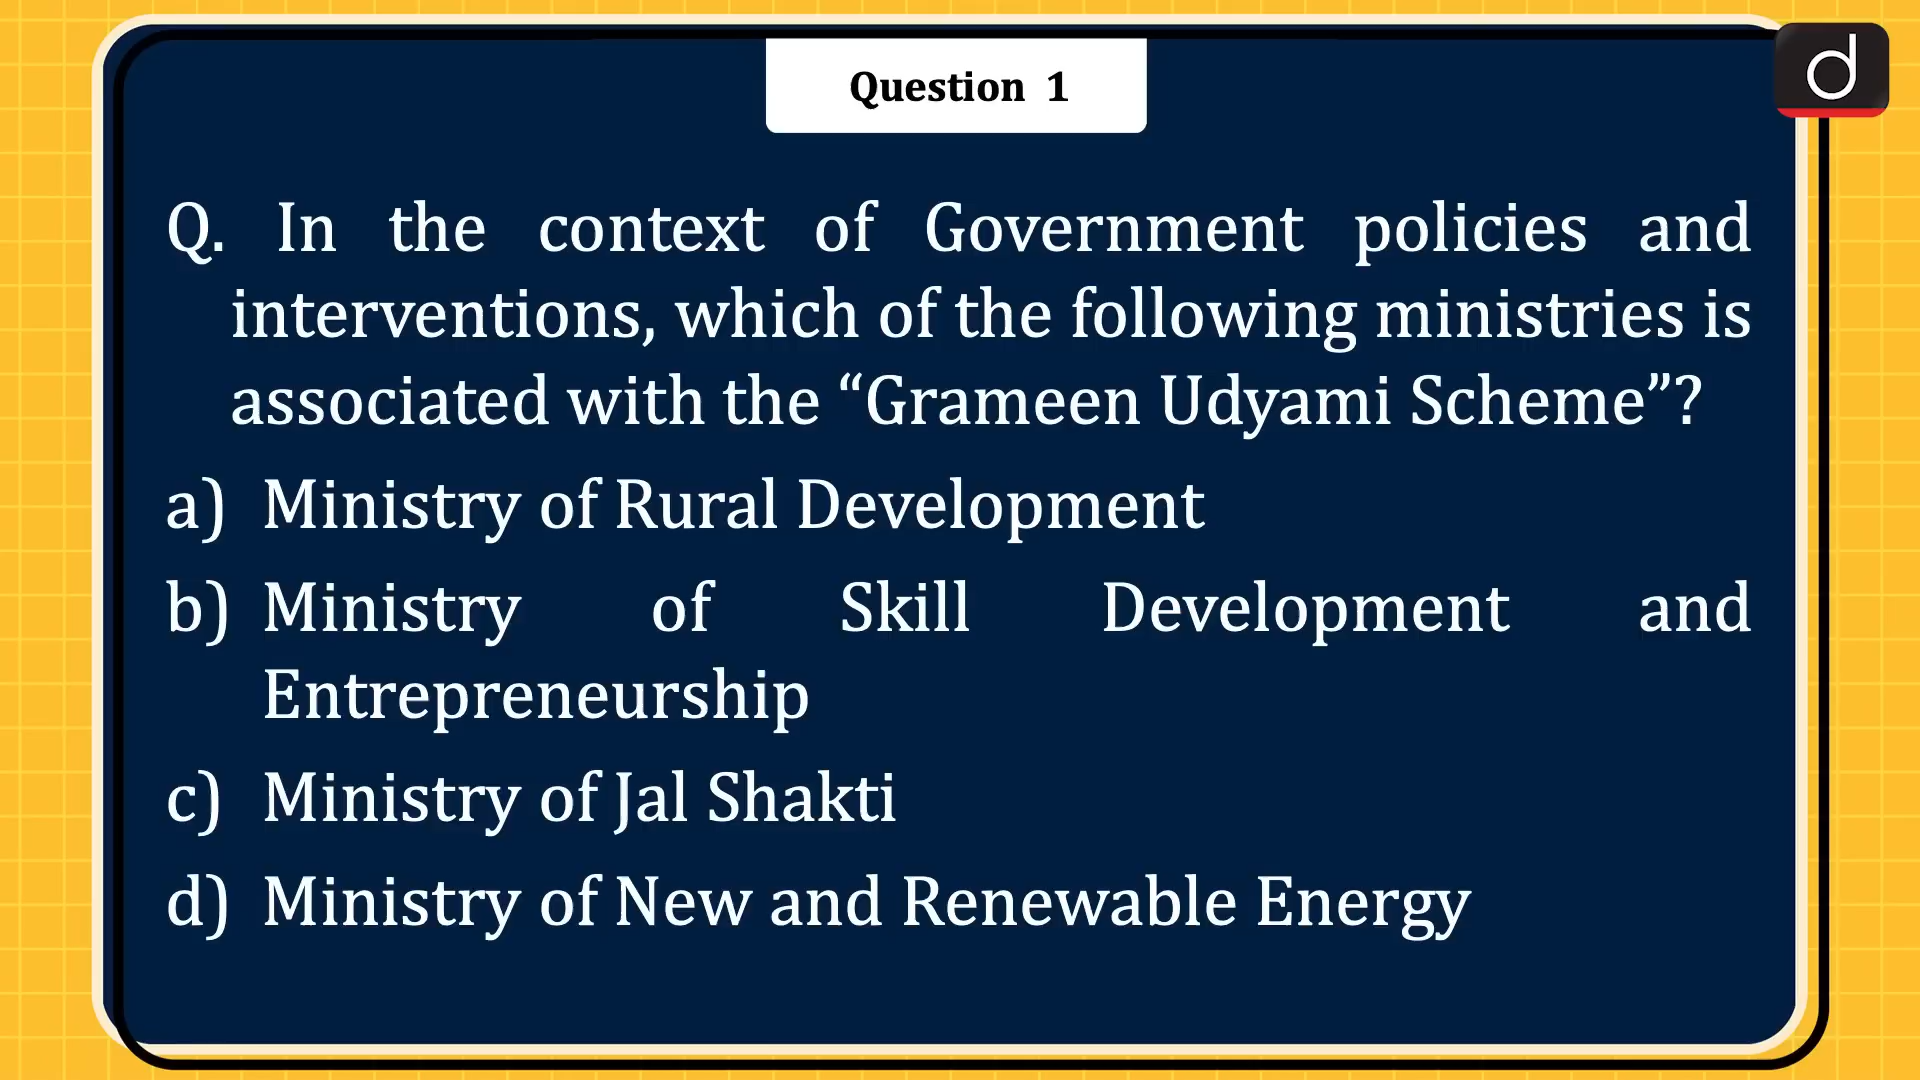 Question 1
Q. In the context of Government policies and
interventions, which of the following ministries is
associated with the “Grameen Udyami Scheme”?
a) Ministry of Rural Development
b) Ministry of Skill Development and
Entrepreneurship
c) Ministry of Jal Shakti
d) Ministry of New and Renewable Energy
d